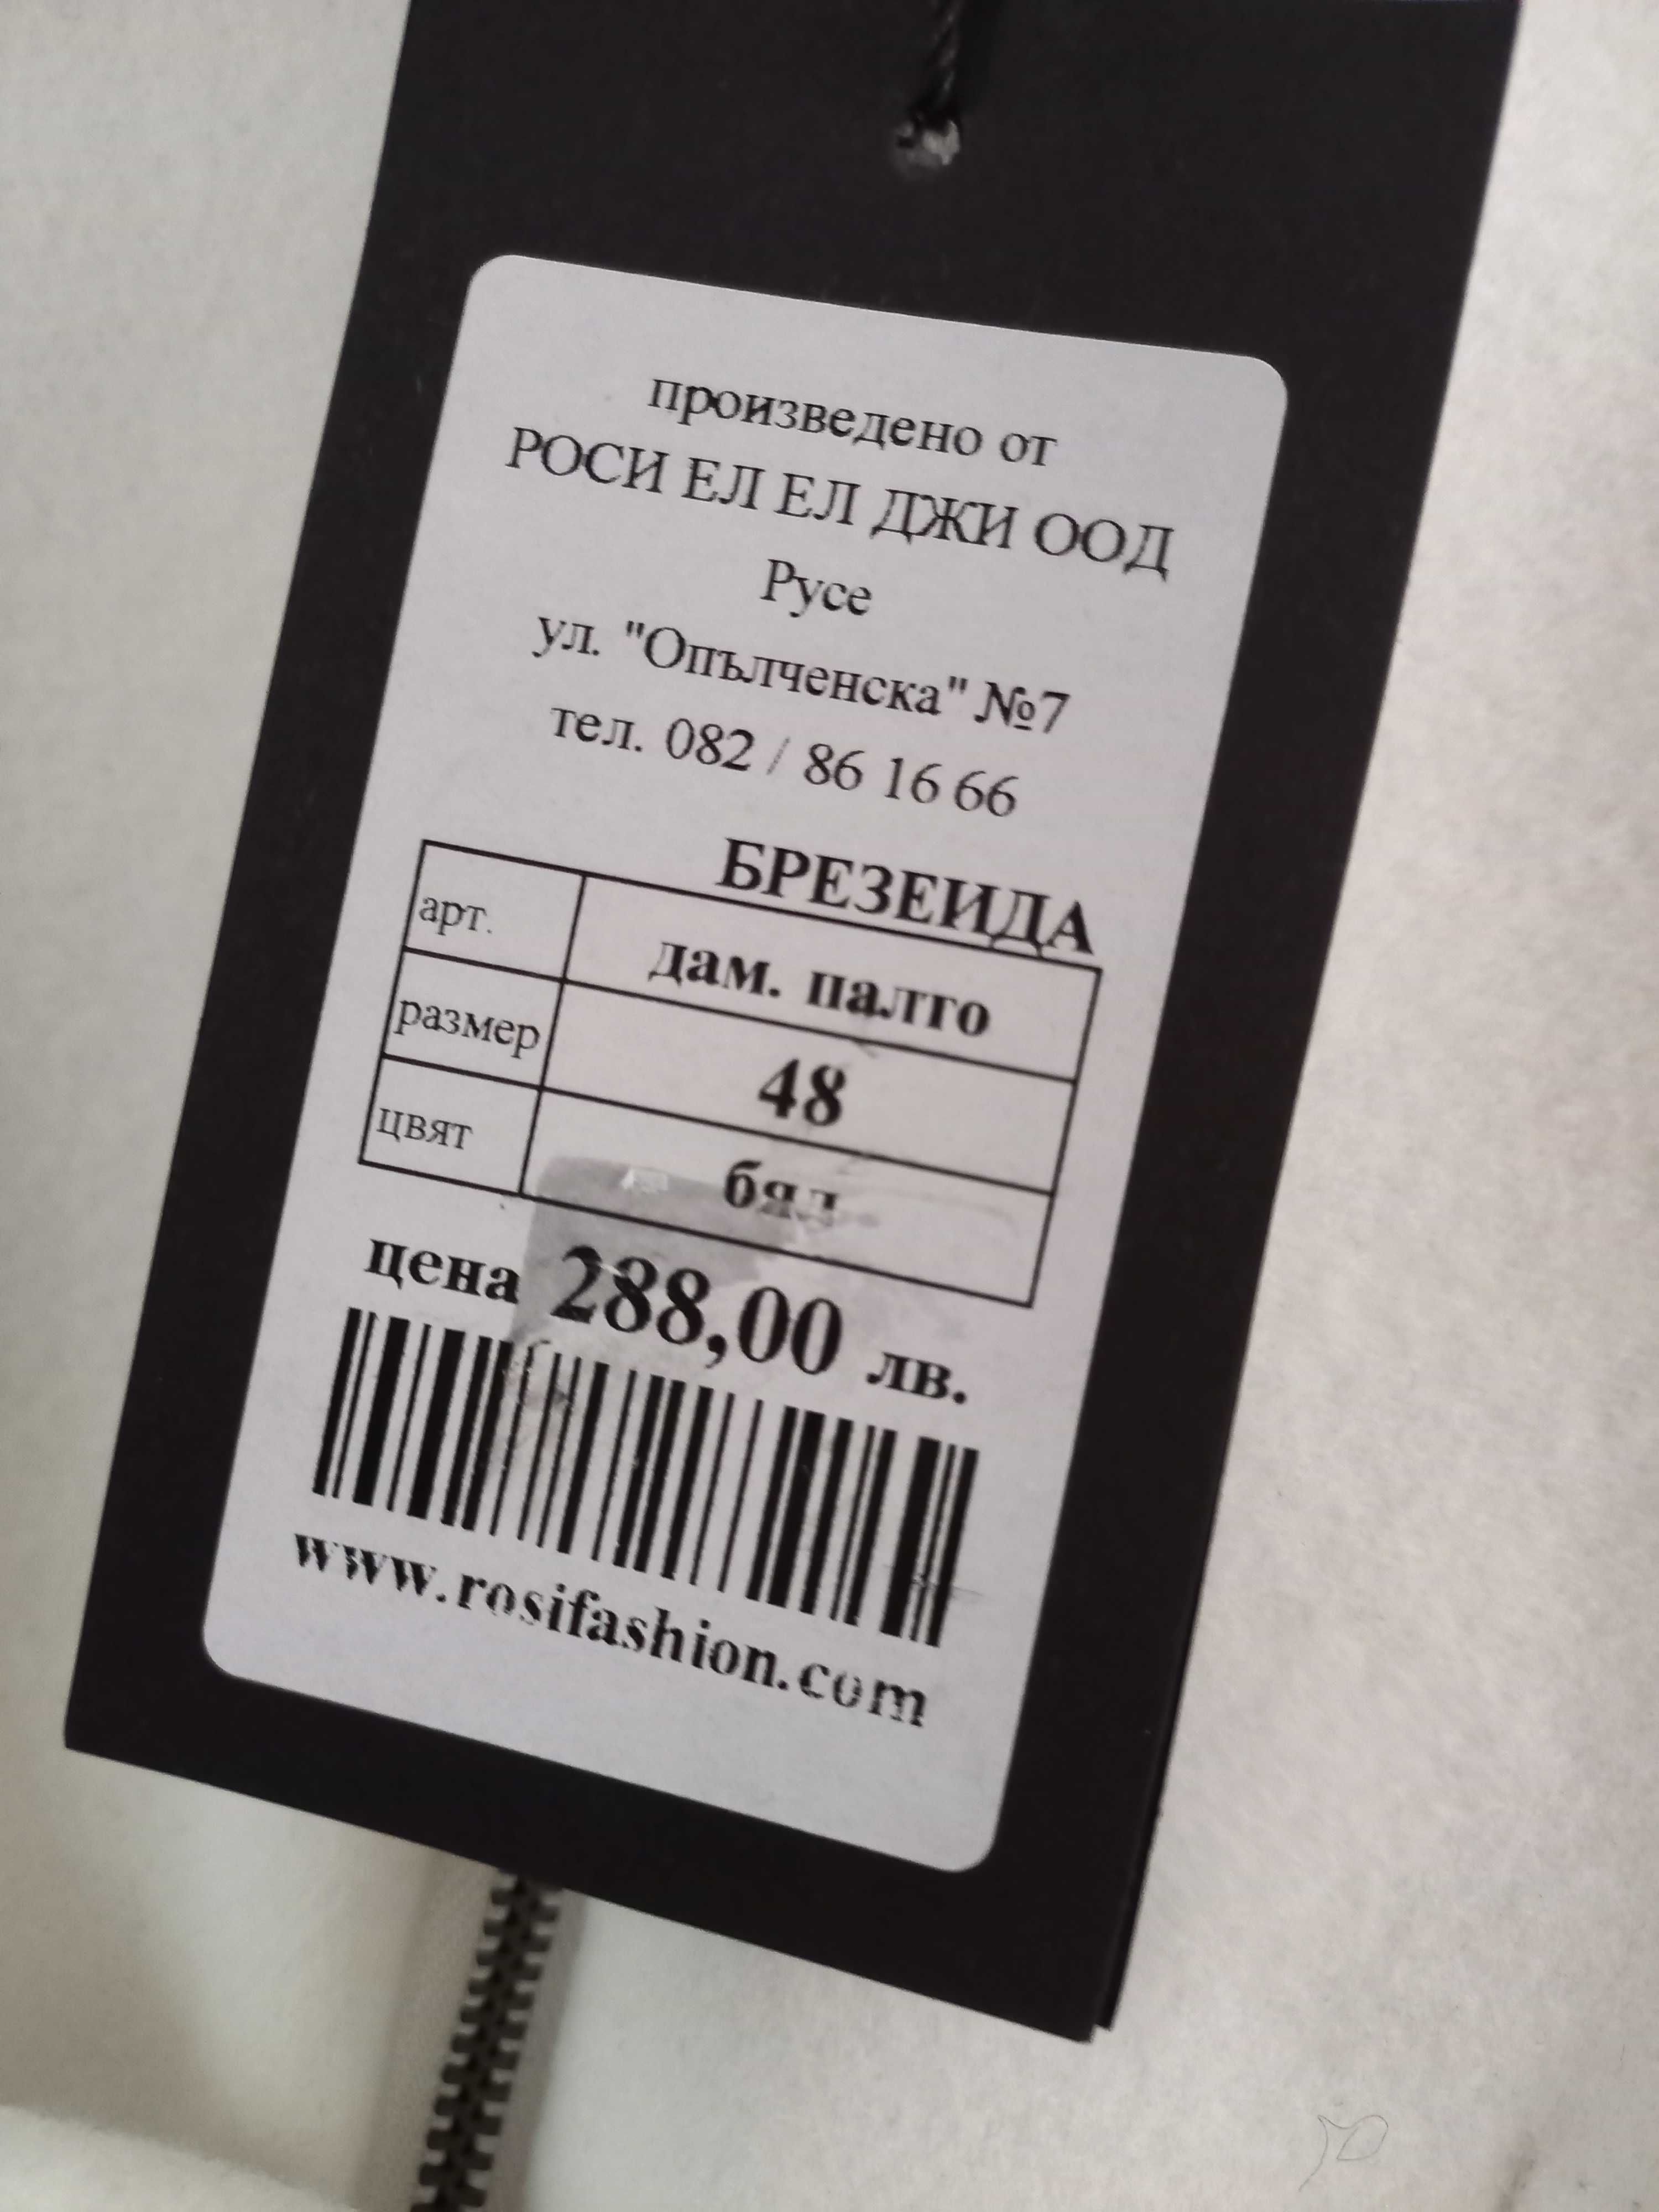 произведено от
РОСИ ЕЛ ЕЛ ДЖИ ООД
Русе
ул. "Опълченска" №7
тел. 082 / 86 16 66
БРЕЗЕИДА
арт. дам. палто
размер 48
цвят бял
цена 288,00 лв.
www.rosifashion.com